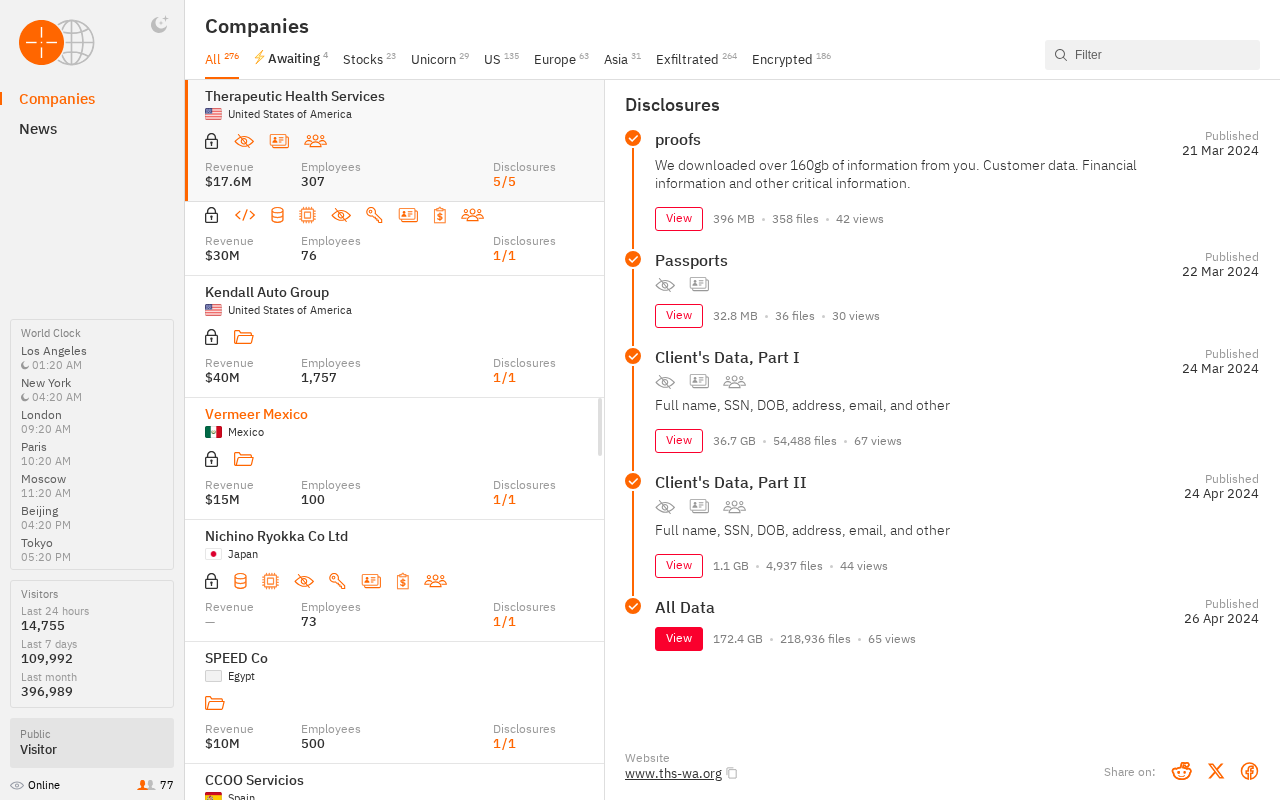 Companies
News
World Clock
Los Angeles
01:20 AM
New York
04:20 AM
London
09:20 AM
Paris
10:20 AM
Moscow
11:20 AM
Beijing
04:20 PM
Tokyo
05:20 PM
Visitors
Last 24 hours
14,755
Last 7 days
109,992
Last month
396,989
Public
Visitor
Online 77
Companies
All 276 Awaiting 4 Stocks 23 Unicorn 29 US 135 Europe 63 Asia 31 Exfiltrated 264 Encrypted 186
Filter
Therapeutic Health Services
United States of America
Revenue Employees Disclosures
$17.6M 307 5/5
Revenue Employees Disclosures
$30M 76 1/1
Kendall Auto Group
United States of America
Revenue Employees Disclosures
$40M 1,757 1/1
Vermeer Mexico
Mexico
Revenue Employees Disclosures
$15M 100 1/1
Nichino Ryokka Co Ltd
Japan
Revenue Employees Disclosures
— 73 1/1
SPEED Co
Egypt
Revenue Employees Disclosures
$10M 500 1/1
CCOO Servicios
Spain
Disclosures
proofs
Published
21 Mar 2024
We downloaded over 160gb of information from you. Customer data. Financial
information and other critical information.
View 396 MB • 358 files • 42 views
Passports
Published
22 Mar 2024
View 32.8 MB • 36 files • 30 views
Client's Data, Part I
Published
24 Mar 2024
Full name, SSN, DOB, address, email, and other
View 36.7 GB • 54,488 files • 67 views
Client's Data, Part II
Published
24 Apr 2024
Full name, SSN, DOB, address, email, and other
View 1.1 GB • 4,937 files • 44 views
All Data
Published
26 Apr 2024
View 172.4 GB • 218,936 files • 65 views
Website
www.ths-wa.org
Share on: